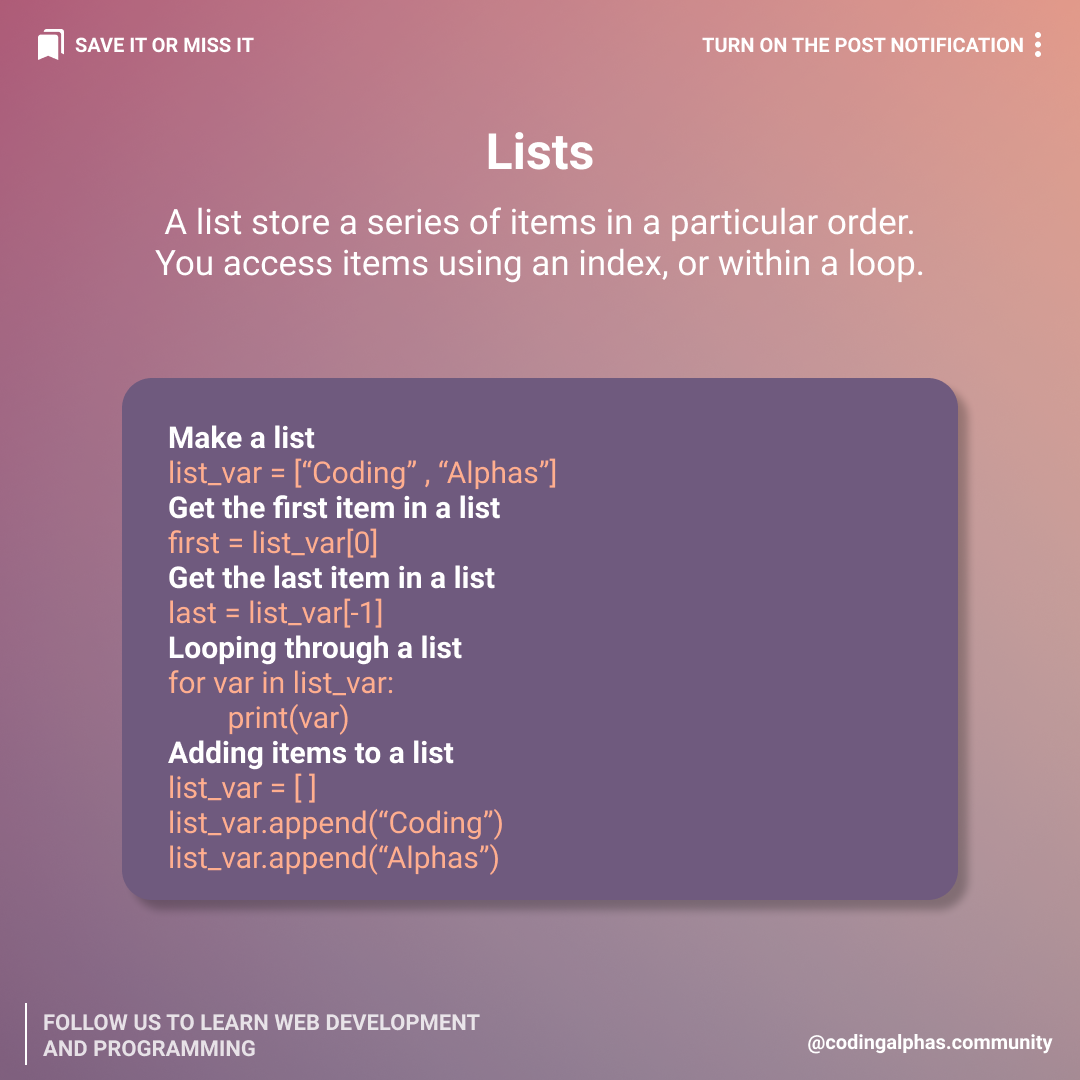 SAVE IT OR MISS IT
TURN ON THE POST NOTIFICATION
Lists
A list store a series of items in a particular order.
You access items using an index, or within a loop.
Make a list
list_var = [“Coding” , “Alphas”]
Get the first item in a list
first = list_var[0]
Get the last item in a list
last = list_var[-1]
Looping through a list
for var in list_var:
print(var)
Adding items to a list
list_var = [ ]
list_var.append(“Coding”)
list_var.append(“Alphas”)
FOLLOW US TO LEARN WEB DEVELOPMENT
AND PROGRAMMING
@codingalphas.community